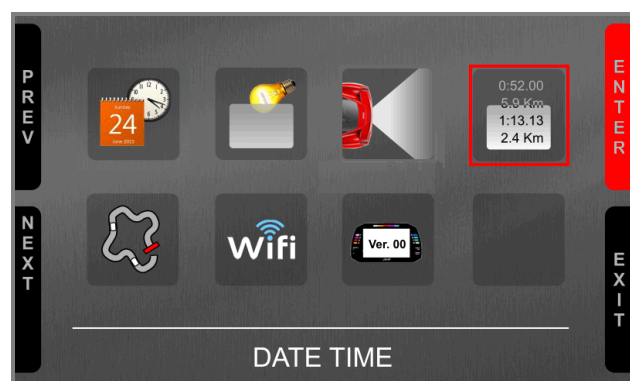 PREV
ENTER
Sunday
24
June 2015
12
0:52.00
5.9 Km
1:13.13
2.4 Km
NEXT
Wifi
Ver. 00
EXIT
DATE TIME